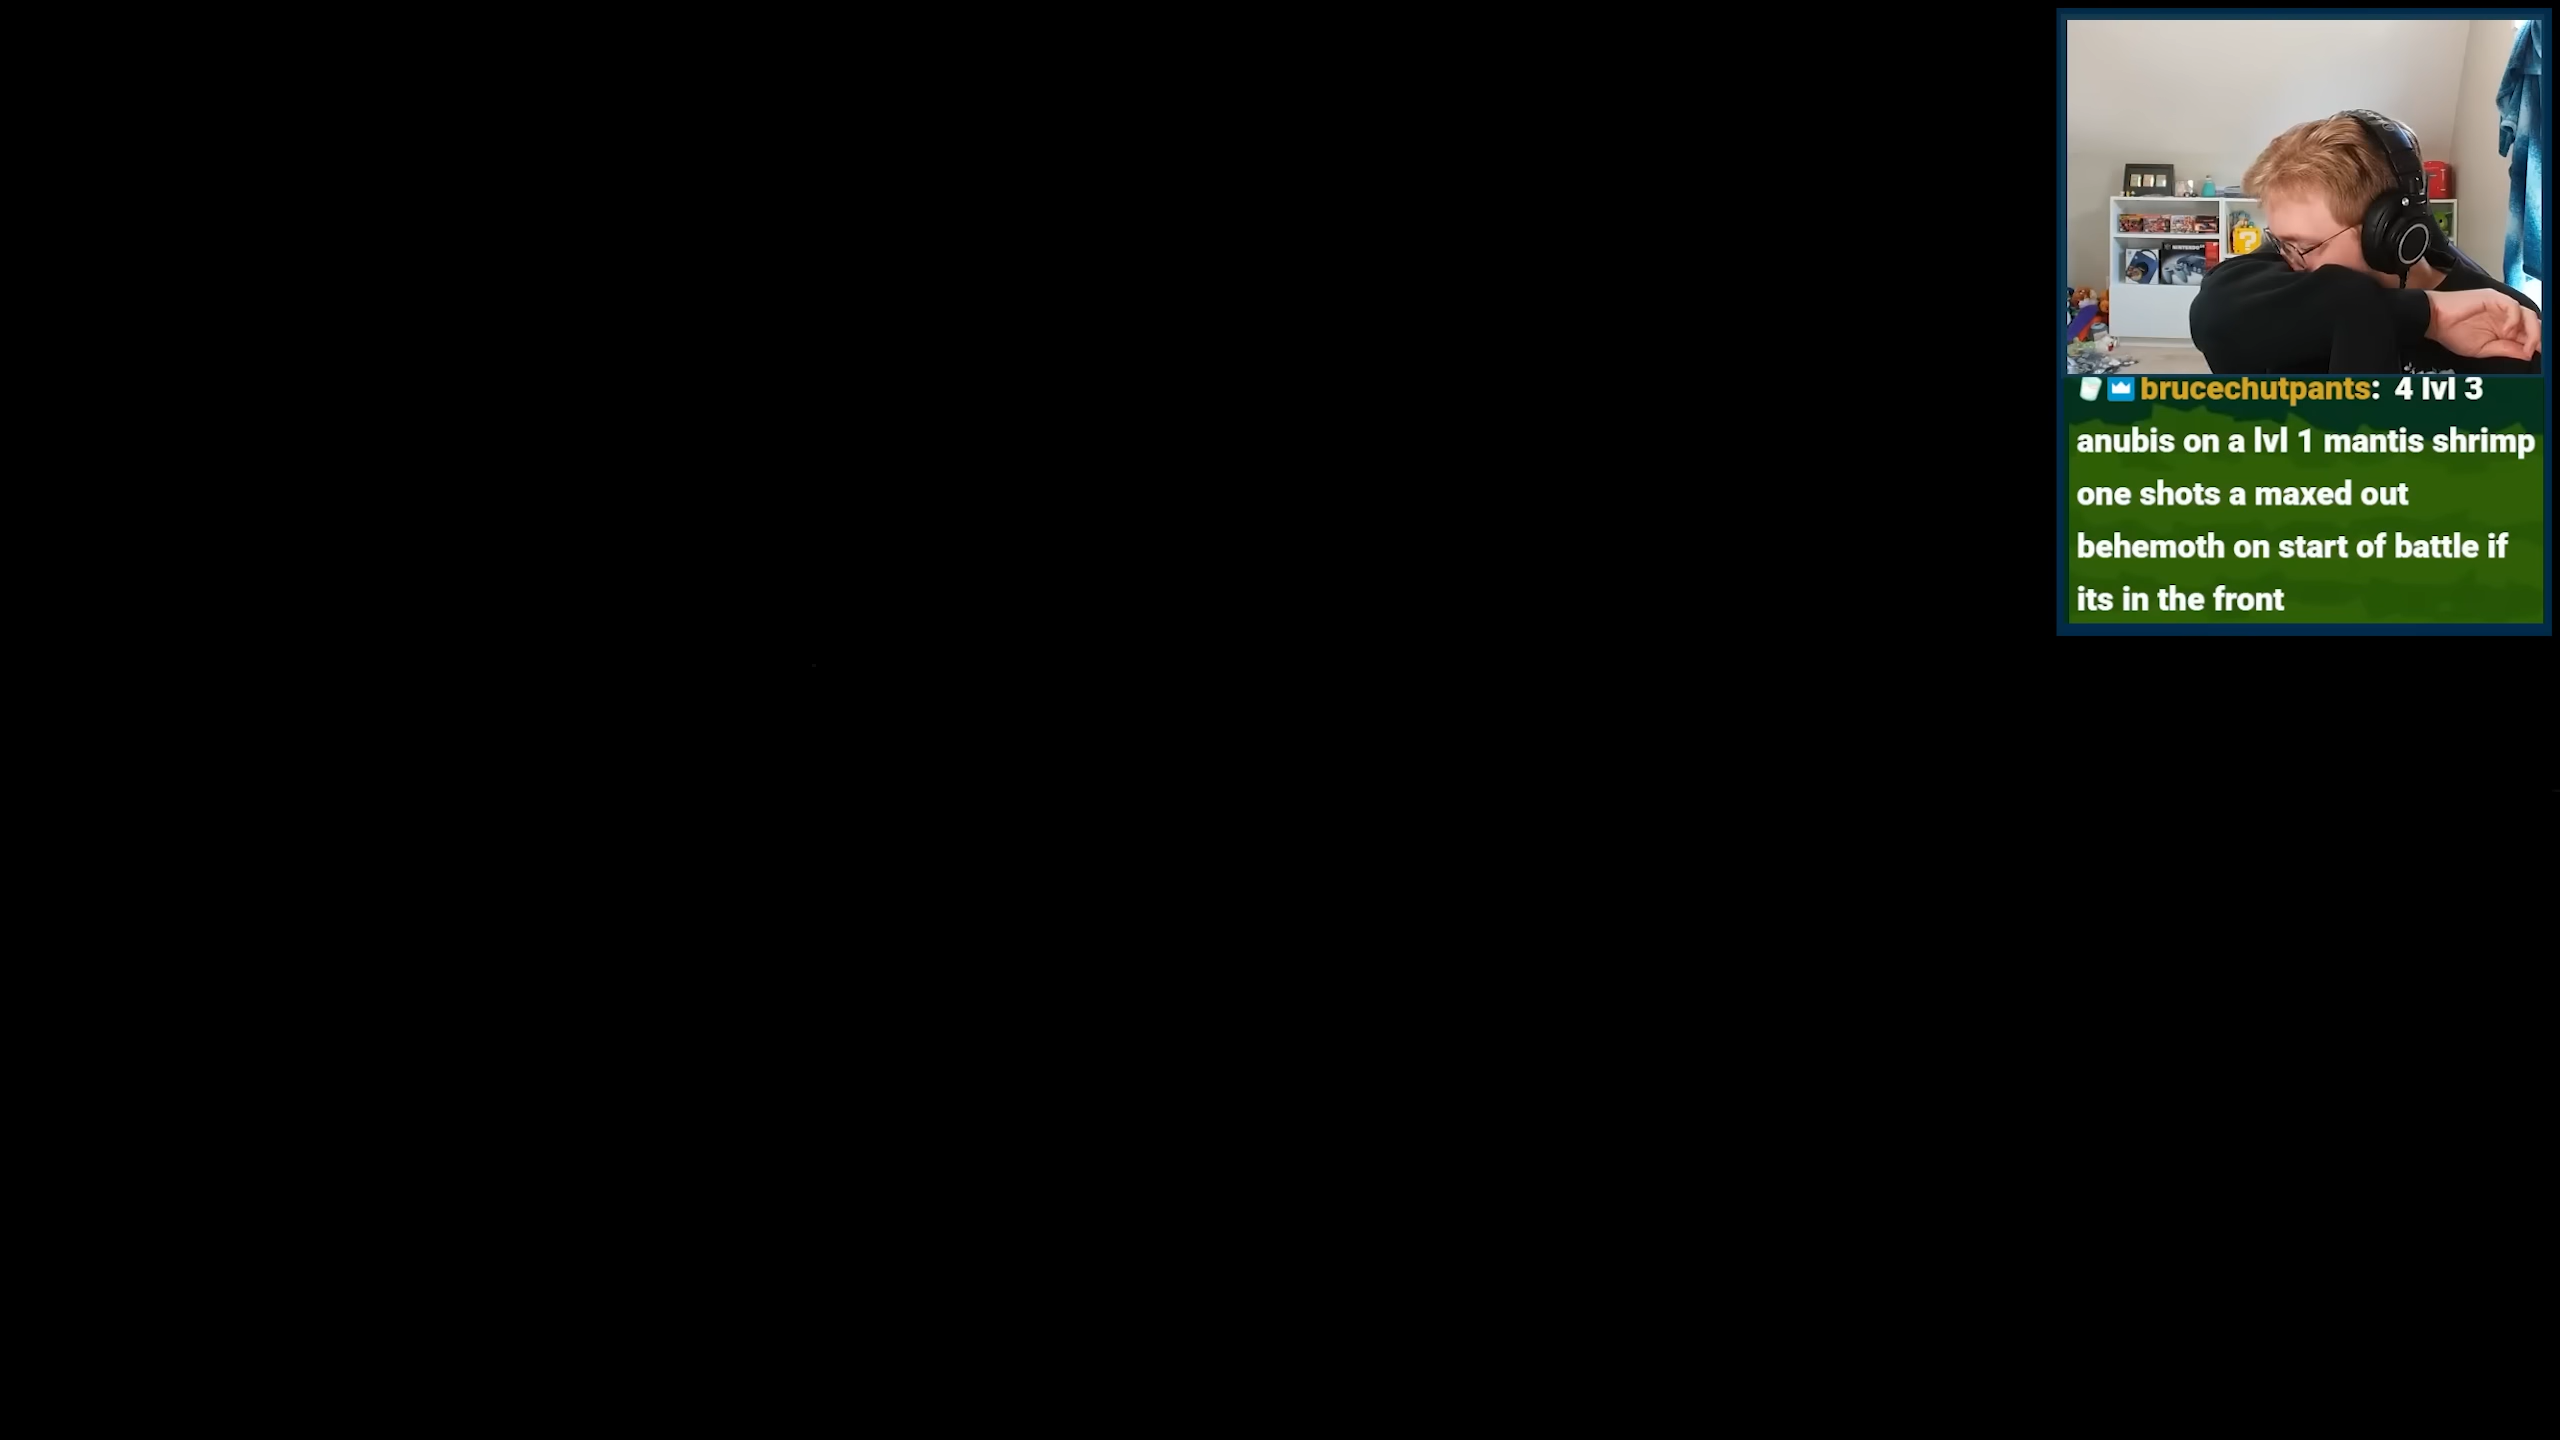 brucechutpants: 4 lvl 3
anubis on a lvl 1 mantis shrimp
one shots a maxed out
behemoth on start of battle if
its in the front